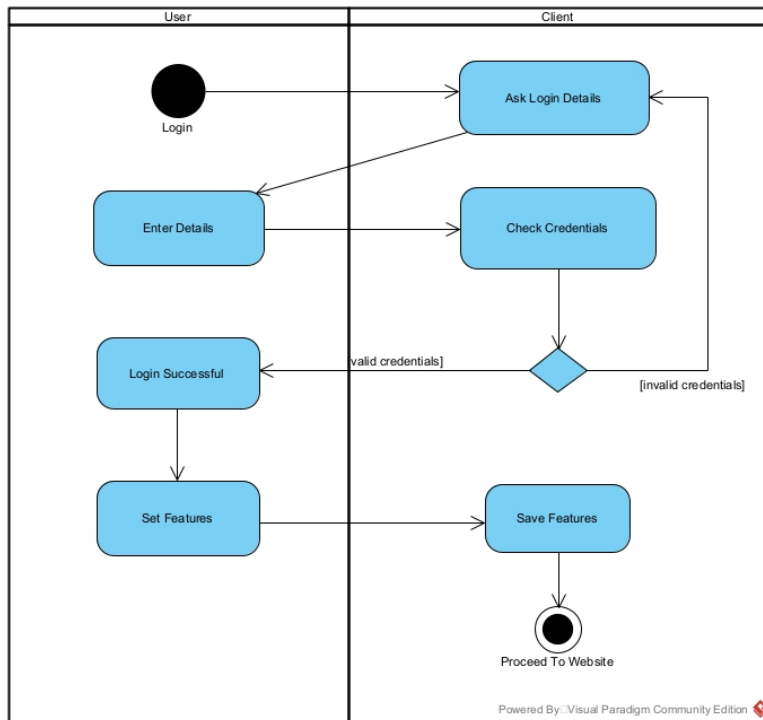 User
Client
Ask Login Details
Login
Enter Details
Check Credentials
Login Successful
valid credentials]
[invalid credentials]
Set Features
Save Features
Proceed To Website
Powered By Visual Paradigm Community Edition